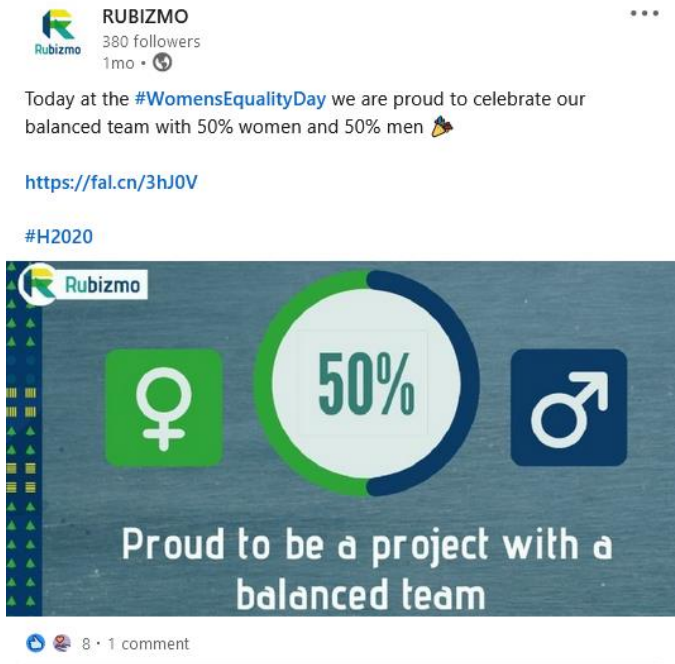 RUBIZMO
Rubizmo
380 followers
1mo •
Today at the #WomensEqualityDay we are proud to celebrate our
balanced team with 50% women and 50% men
https://fal.cn/3hJ0V
#H2020
Rubizmo
50%
Proud to be a project with a
balanced team
8 · 1 comment